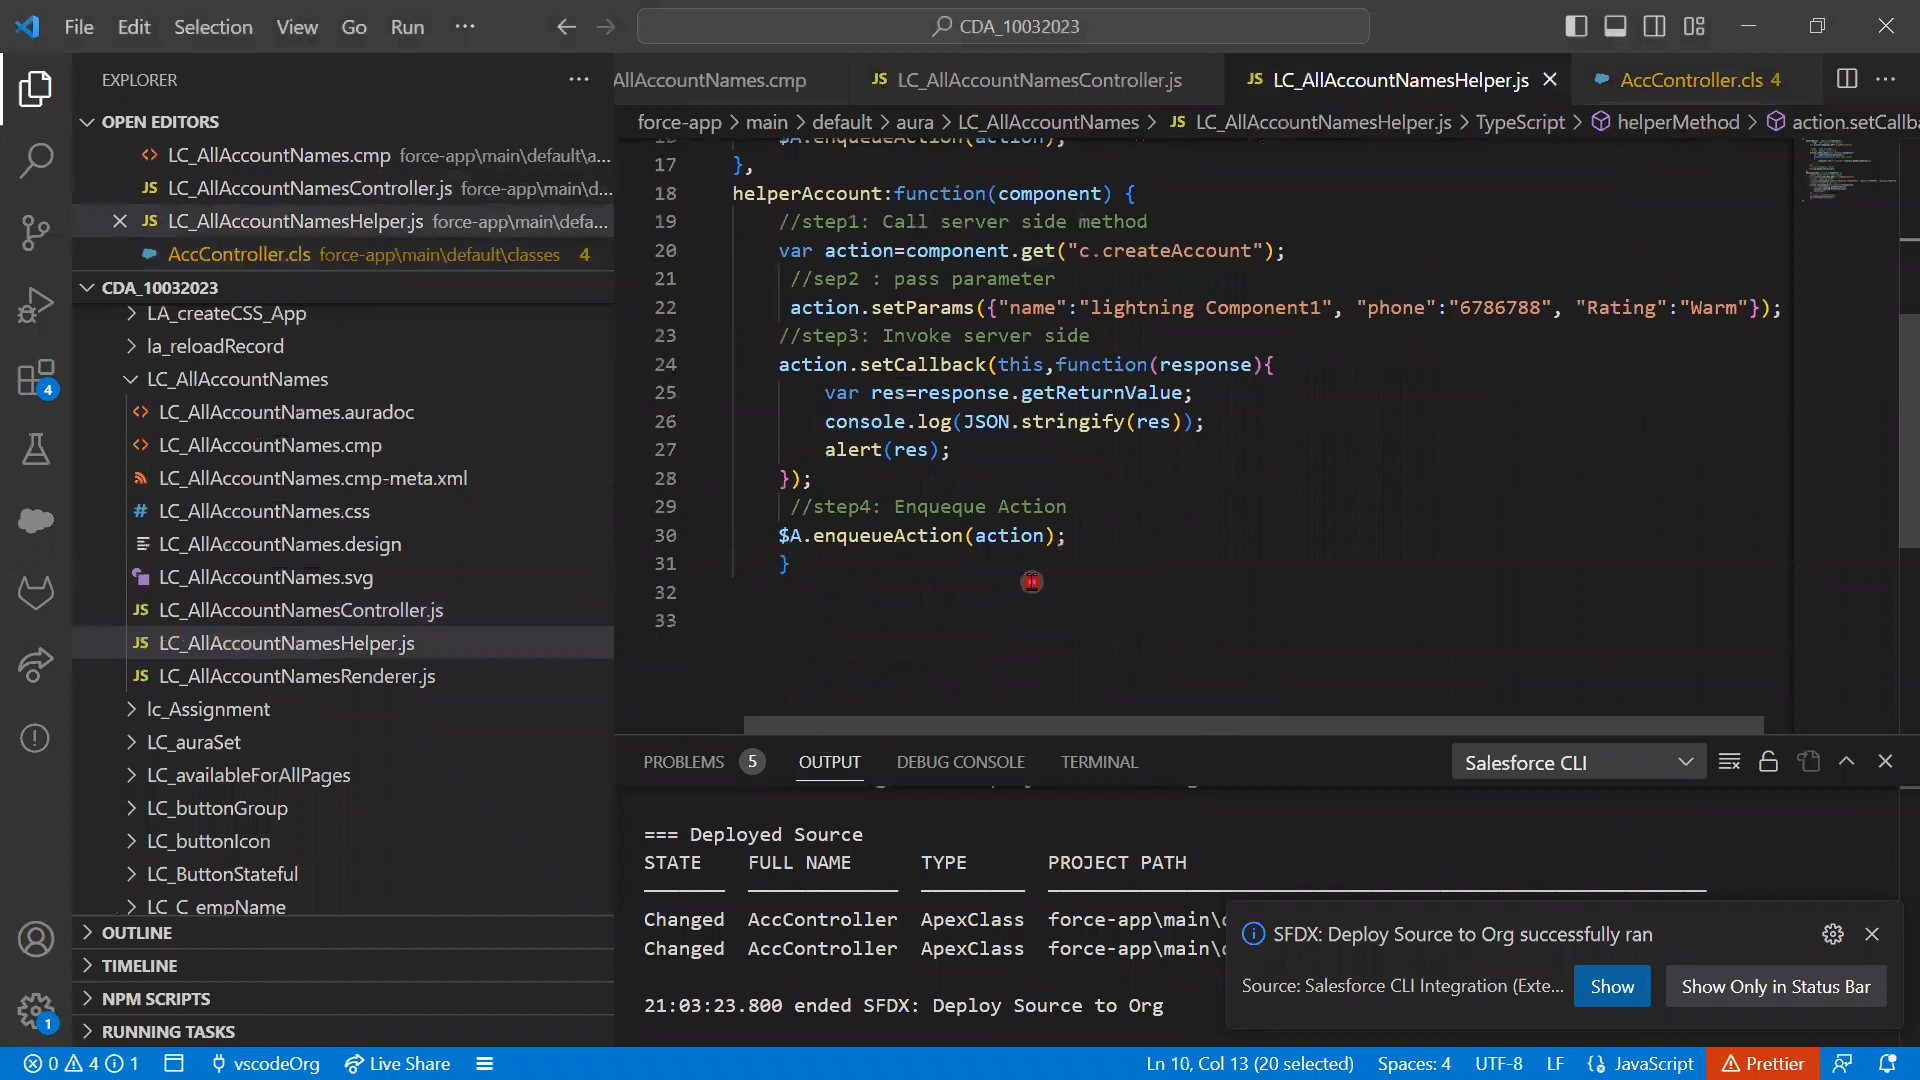 File Edit Selection View Go Run ··· CDA_10032023
EXPLORER
OPEN EDITORS
LC_AllAccountNames.cmp force-app\main\default\a...
LC_AllAccountNamesController.js force-app\main\d...
LC_AllAccountNamesHelper.js force-app\main\defa...
AccController.cls force-app\main\default\classes 4
CDA_10032023
LA_createCSS_App
la_reloadRecord
LC_AllAccountNames
LC_AllAccountNames.auradoc
LC_AllAccountNames.cmp
LC_AllAccountNames.cmp-meta.xml
LC_AllAccountNames.css
LC_AllAccountNames.design
LC_AllAccountNames.svg
LC_AllAccountNamesController.js
LC_AllAccountNamesHelper.js
LC_AllAccountNamesRenderer.js
lc_Assignment
LC_auraSet
LC_availableForAllPages
LC_buttonGroup
LC_buttonIcon
LC_ButtonStateful
LC_C_empName
OUTLINE
TIMELINE
NPM SCRIPTS
RUNNING TASKS
4
1
AllAccountNames.cmp JS LC_AllAccountNamesController.js JS LC_AllAccountNamesHelper.js AccController.cls 4
force-app > main > default > aura > LC_AllAccountNames > JS LC_AllAccountNamesHelper.js > TypeScript > helperMethod > action.setCallba
16 $A.enqueueAction(action);
17 },
18 helperAccount:function(component) {
19 //step1: Call server side method
20 var action=component.get("c.createAccount");
21 //sep2 : pass parameter
22 action.setParams({"name":"lightning Component1", "phone":"6786788", "Rating":"Warm"});
23 //step3: Invoke server side
24 action.setCallback(this,function(response){
25 var res=response.getReturnValue;
26 console.log(JSON.stringify(res));
27 alert(res);
28 });
29 //step4: Enqueque Action
30 $A.enqueueAction(action);
31 }
32
33
PROBLEMS 5 OUTPUT DEBUG CONSOLE TERMINAL Salesforce CLI
=== Deployed Source
STATE FULL NAME TYPE PROJECT PATH
Changed AccController ApexClass force-app\main\
Changed AccController ApexClass force-app\main\
21:03:23.800 ended SFDX: Deploy Source to Org
SFDX: Deploy Source to Org successfully ran
Source: Salesforce CLI Integration (Exte... Show Show Only in Status Bar
0 4 1 vscodeOrg Live Share Ln 10, Col 13 (20 selected) Spaces: 4 UTF-8 LF {} JavaScript Prettier